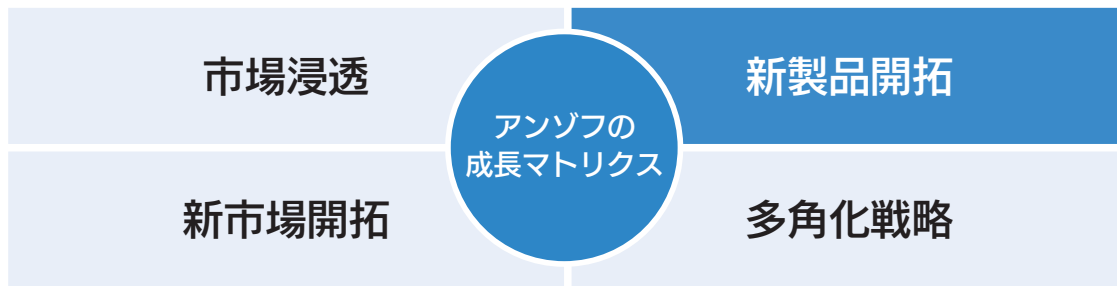 市場浸透
新製品開拓
アンゾフの
成長マトリクス
新市場開拓
多角化戦略